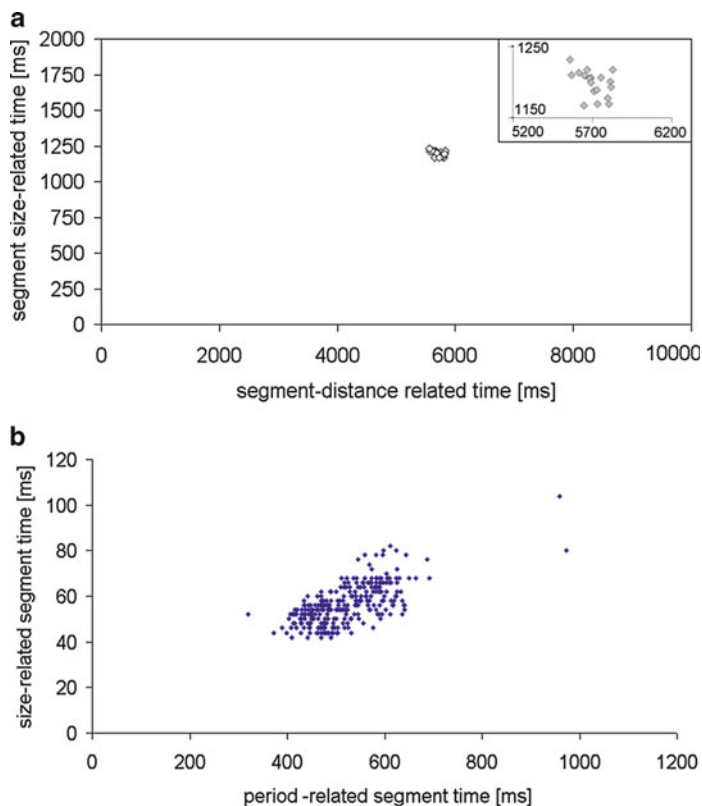 a
segment size-related time [ms]
2000
1750
1500
1250
1000
750
500
250
0
0 2000 4000 6000 8000 10000
segment-distance related time [ms]
1250
1150
5200 5700 6200
b
size-related segment time [ms]
120
100
80
60
40
20
0
0 200 400 600 800 1000 1200
period -related segment time [ms]